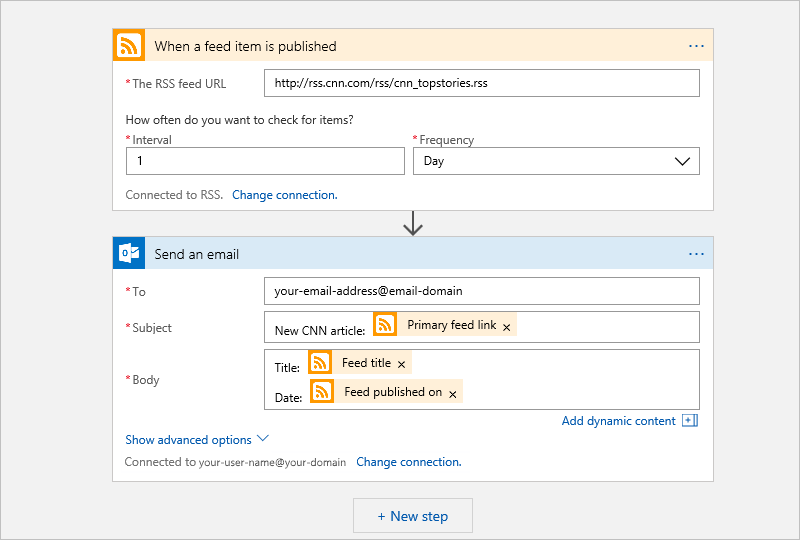 When a feed item is published
...
* The RSS feed URL
http://rss.cnn.com/rss/cnn_topstories.rss
How often do you want to check for items?
* Interval
* Frequency
1
Day
Connected to RSS. Change connection.
Send an email
...
* To
your-email-address@email-domain
* Subject
New CNN article: Primary feed link ×
* Body
Title: Feed title ×
Date: Feed published on ×
Add dynamic content
Show advanced options
Connected to your-user-name@your-domain Change connection.
+ New step